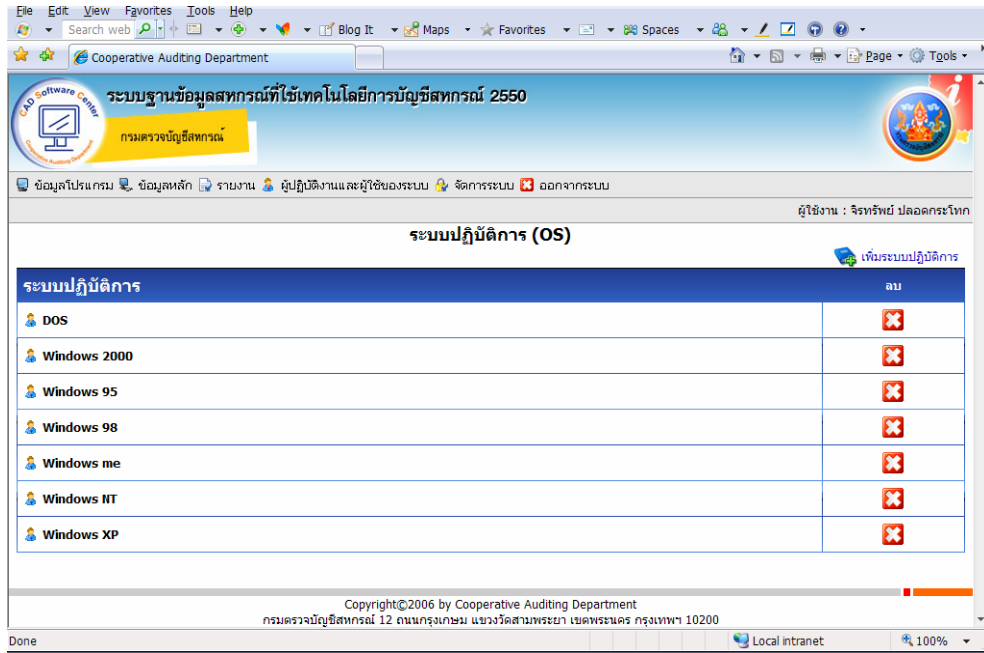 File Edit View Favorites Tools Help
Search web Blog It Maps Favorites Spaces
Cooperative Auditing Department Page Tools
CAD Software Center
Cooperative Auditing Department
ระบบฐานข้อมูลสหกรณ์ที่ใช้เทคโนโลยีการบัญชีสหกรณ์ 2550
กรมตรวจบัญชีสหกรณ์
ข้อมูลโปรแกรม ข้อมูลหลัก รายงาน ผู้ปฏิบัติงานและผู้ใช้ของระบบ จัดการระบบ ออกจากระบบ
ผู้ใช้งาน : จิรทรัพย์ ปลอดกระโทก
ระบบปฏิบัติการ (OS)
เพิ่มระบบปฏิบัติการ
ระบบปฏิบัติการ ลบ
DOS
Windows 2000
Windows 95
Windows 98
Windows me
Windows NT
Windows XP
Copyright©2006 by Cooperative Auditing Department
กรมตรวจบัญชีสหกรณ์ 12 ถนนกรุงเกษม แขวงวัดสามพระยา เขตพระนคร กรุงเทพฯ 10200
Done Local intranet 100%